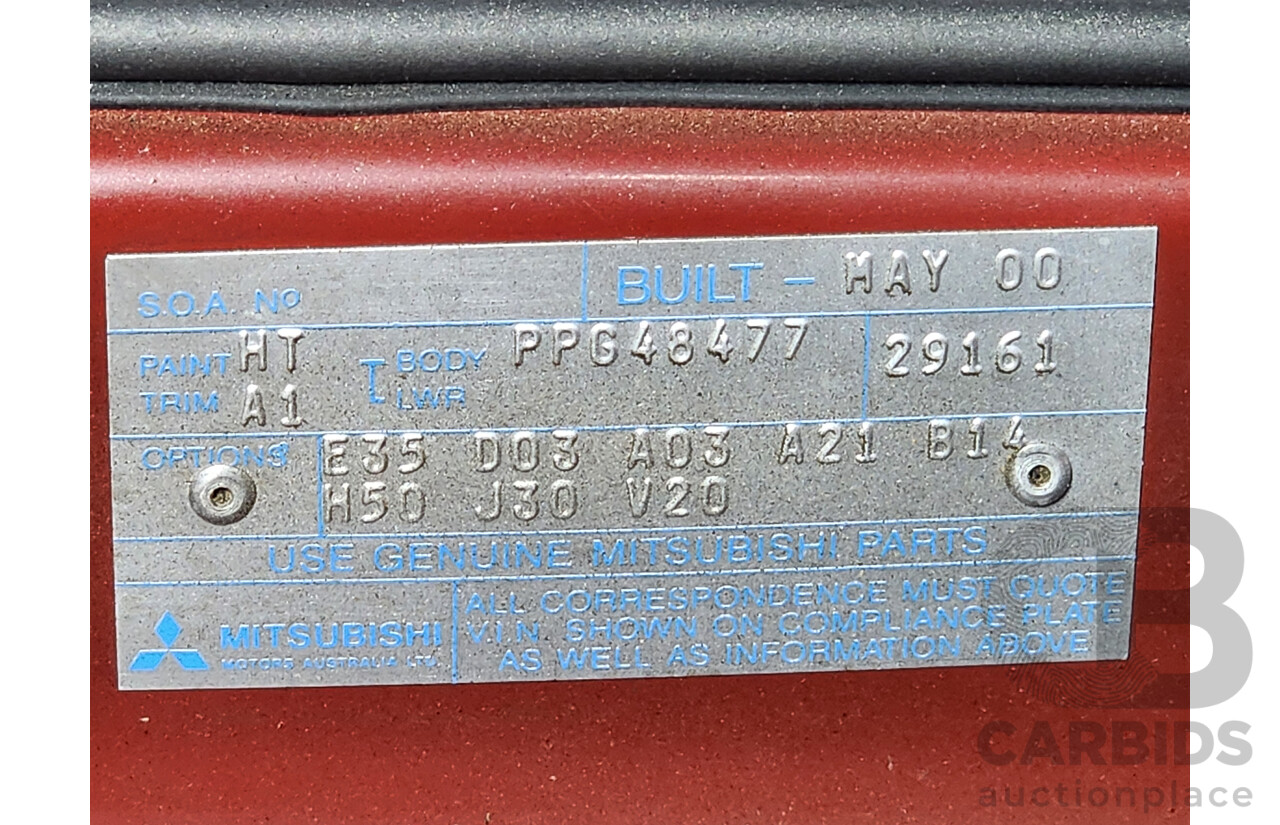 S.O.A. No BUILT - MAY 00
PAINT HT BODY PPG48477 29161
TRIM A1 LWR
OPTIONS E35 D03 A03 A21 B14
H50 J30 V20
USE GENUINE MITSUBISHI PARTS
MITSUBISHI
MOTORS AUSTRALIA LTD.
ALL CORRESPONDENCE MUST QUOTE
V.I.N. SHOWN ON COMPLIANCE PLATE
AS WELL AS INFORMATION ABOVE
CARBIDS
auctionplace